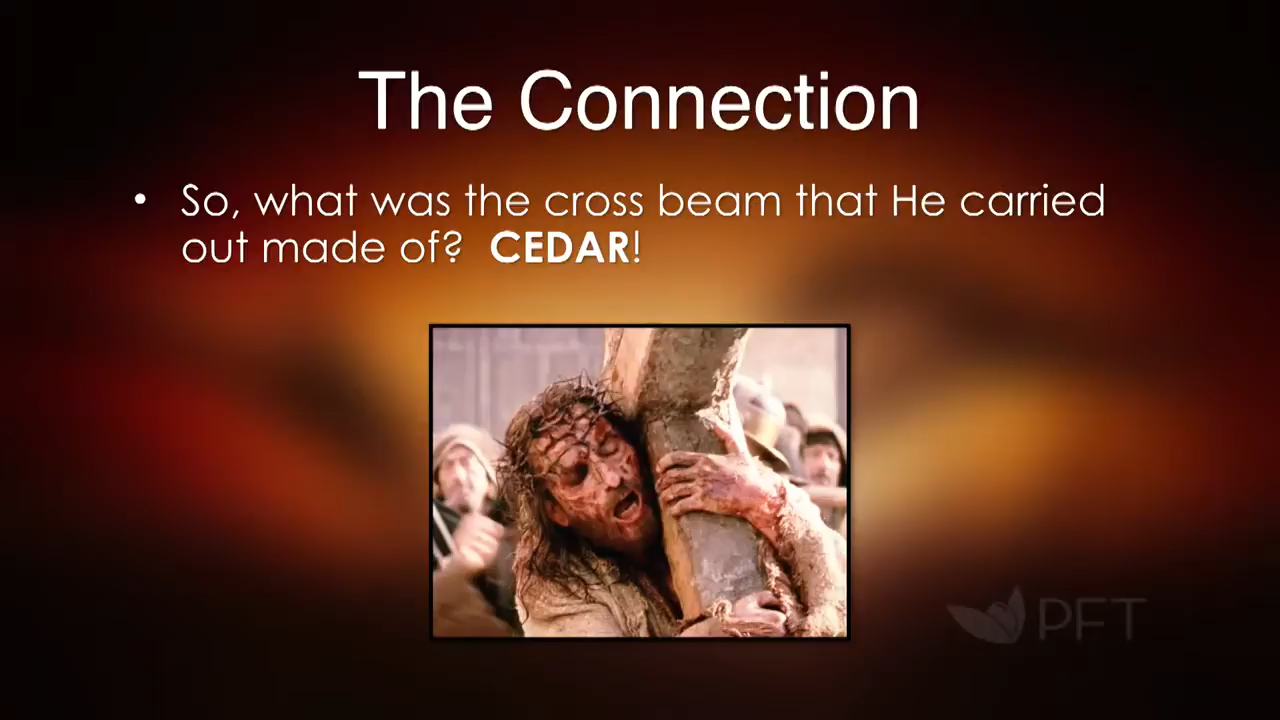 The Connection
• So, what was the cross beam that He carried
out made of? CEDAR!
PFT